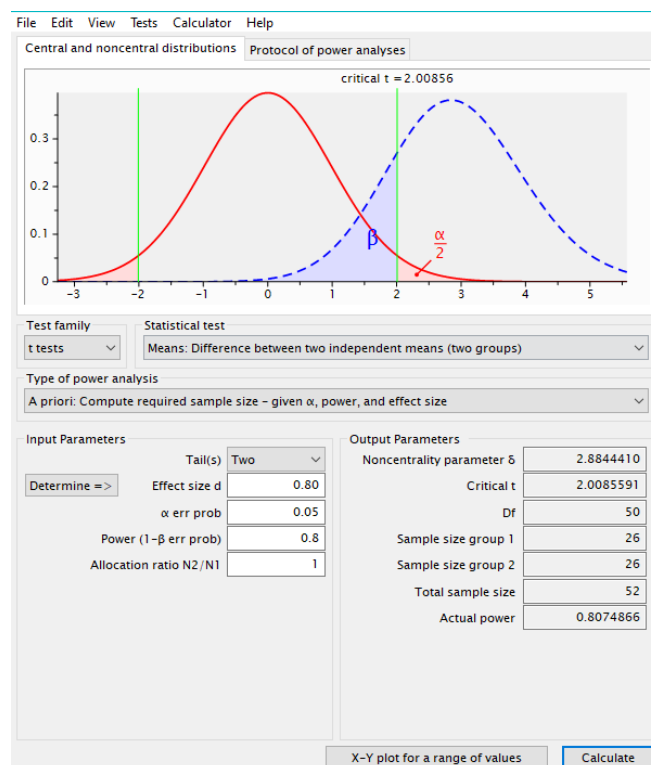 File Edit View Tests Calculator Help
Central and noncentral distributions Protocol of power analyses
critical t = 2.00856
0.3
0.2
0.1
0
β
α
2
-3 -2 -1 0 1 2 3 4 5
Test family Statistical test
t tests Means: Difference between two independent means (two groups)
Type of power analysis
A priori: Compute required sample size – given α, power, and effect size
Input Parameters Output Parameters
Tail(s) Two Noncentrality parameter δ 2.8844410
Determine => Effect size d 0.80 Critical t 2.0085591
α err prob 0.05 Df 50
Power (1-β err prob) 0.8 Sample size group 1 26
Allocation ratio N2/N1 1 Sample size group 2 26
Total sample size 52
Actual power 0.8074866
X-Y plot for a range of values Calculate